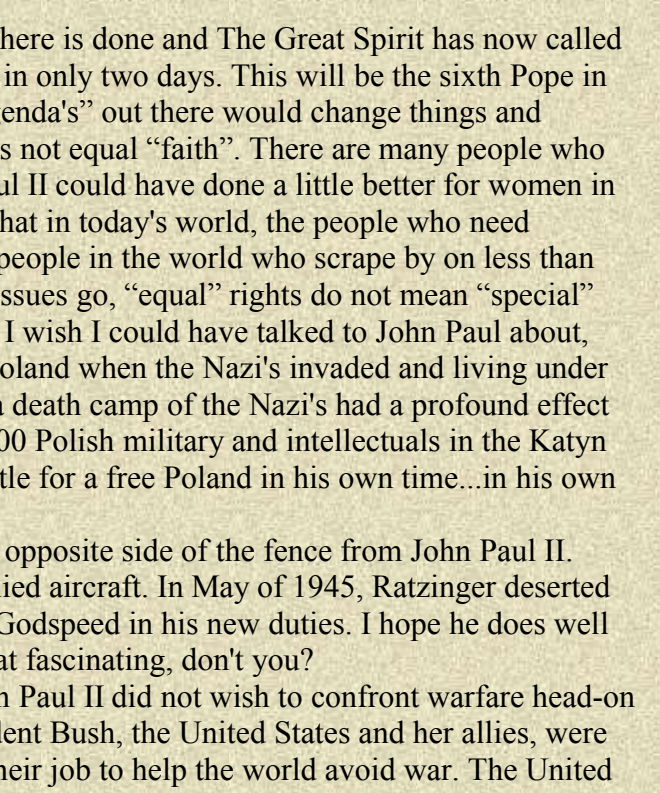 here is done and The Great Spirit has now called
in only two days. This will be the sixth Pope in
enda's” out there would change things and
s not equal “faith”. There are many people who
ul II could have done a little better for women in
hat in today's world, the people who need
people in the world who scrape by on less than
ssues go, “equal” rights do not mean “special”
I wish I could have talked to John Paul about,
oland when the Nazi's invaded and living under
a death camp of the Nazi's had a profound effect
00 Polish military and intellectuals in the Katyn
tle for a free Poland in his own time...in his own
opposite side of the fence from John Paul II.
lied aircraft. In May of 1945, Ratzinger deserted
Godspeed in his new duties. I hope he does well
at fascinating, don't you?
n Paul II did not wish to confront warfare head-on
dent Bush, the United States and her allies, were
heir job to help the world avoid war. The United